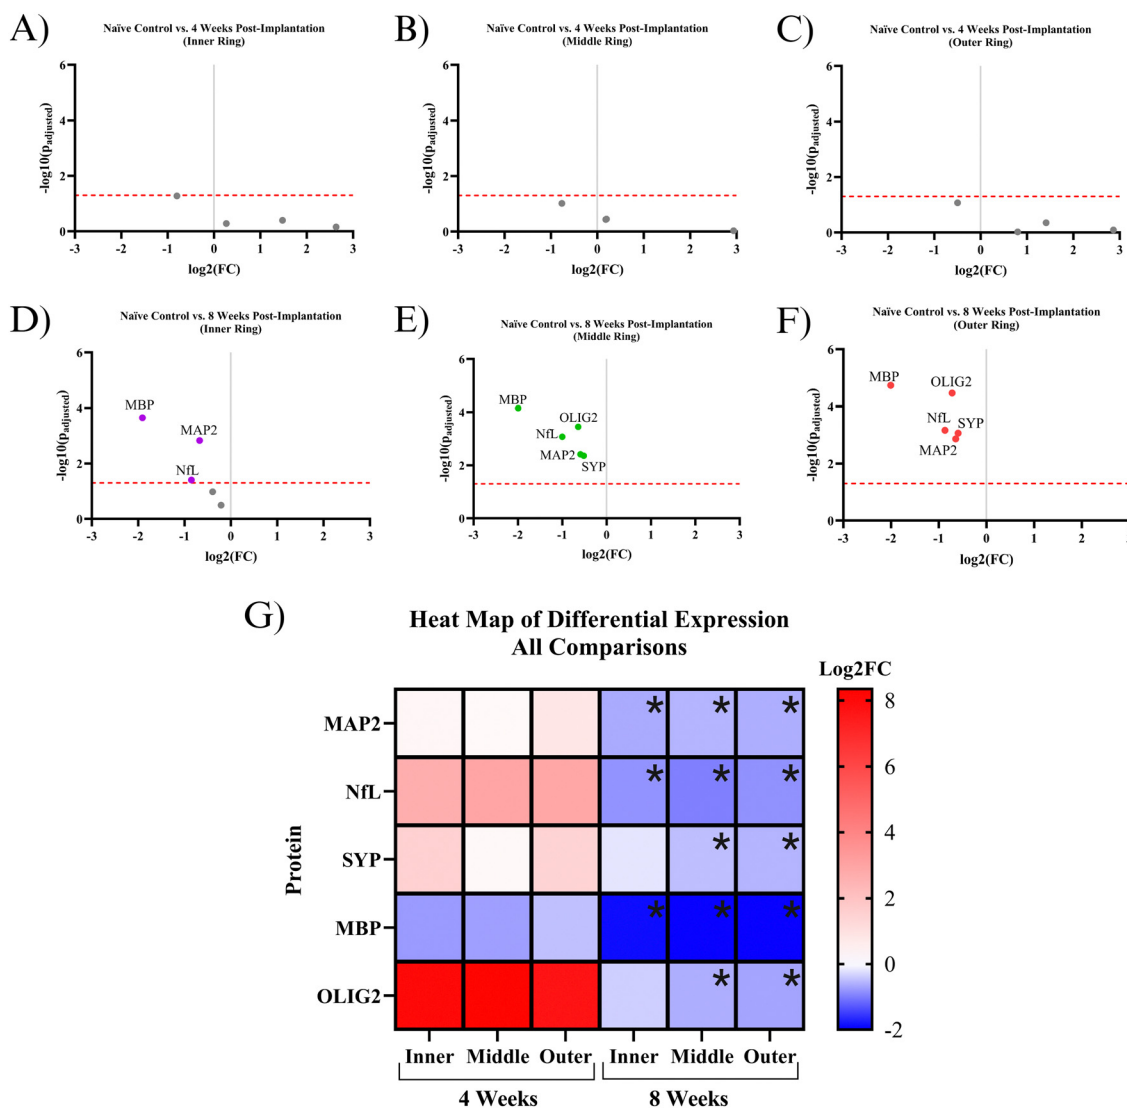 A)
Naïve Control vs. 4 Weeks Post-Implantation
(Inner Ring)
-log10(p_adjusted)
6
4
2
0
-3 -2 -1 0 1 2 3
log2(FC)
B)
Naïve Control vs. 4 Weeks Post-Implantation
(Middle Ring)
-log10(p_adjusted)
6
4
2
0
-3 -2 -1 0 1 2 3
log2(FC)
C)
Naïve Control vs. 4 Weeks Post-Implantation
(Outer Ring)
-log10(p_adjusted)
6
4
2
0
-3 -2 -1 0 1 2 3
log2(FC)
D)
Naïve Control vs. 8 Weeks Post-Implantation
(Inner Ring)
-log10(p_adjusted)
6
4
2
0
MBP
MAP2
NfL
-3 -2 -1 0 1 2 3
log2(FC)
E)
Naïve Control vs. 8 Weeks Post-Implantation
(Middle Ring)
-log10(p_adjusted)
6
4
2
0
MBP
OLIG2
NfL
MAP2
SYP
-3 -2 -1 0 1 2 3
log2(FC)
F)
Naïve Control vs. 8 Weeks Post-Implantation
(Outer Ring)
-log10(p_adjusted)
6
4
2
0
MBP
OLIG2
NfL
SYP
MAP2
-3 -2 -1 0 1 2
log2(FC)
G)
Heat Map of Differential Expression
All Comparisons
Log2FC
8
6
4
2
0
-2
Protein
MAP2 * * *
NfL * * *
SYP * *
MBP * * *
OLIG2 * *
Inner Middle Outer Inner Middle Outer
4 Weeks 8 Weeks